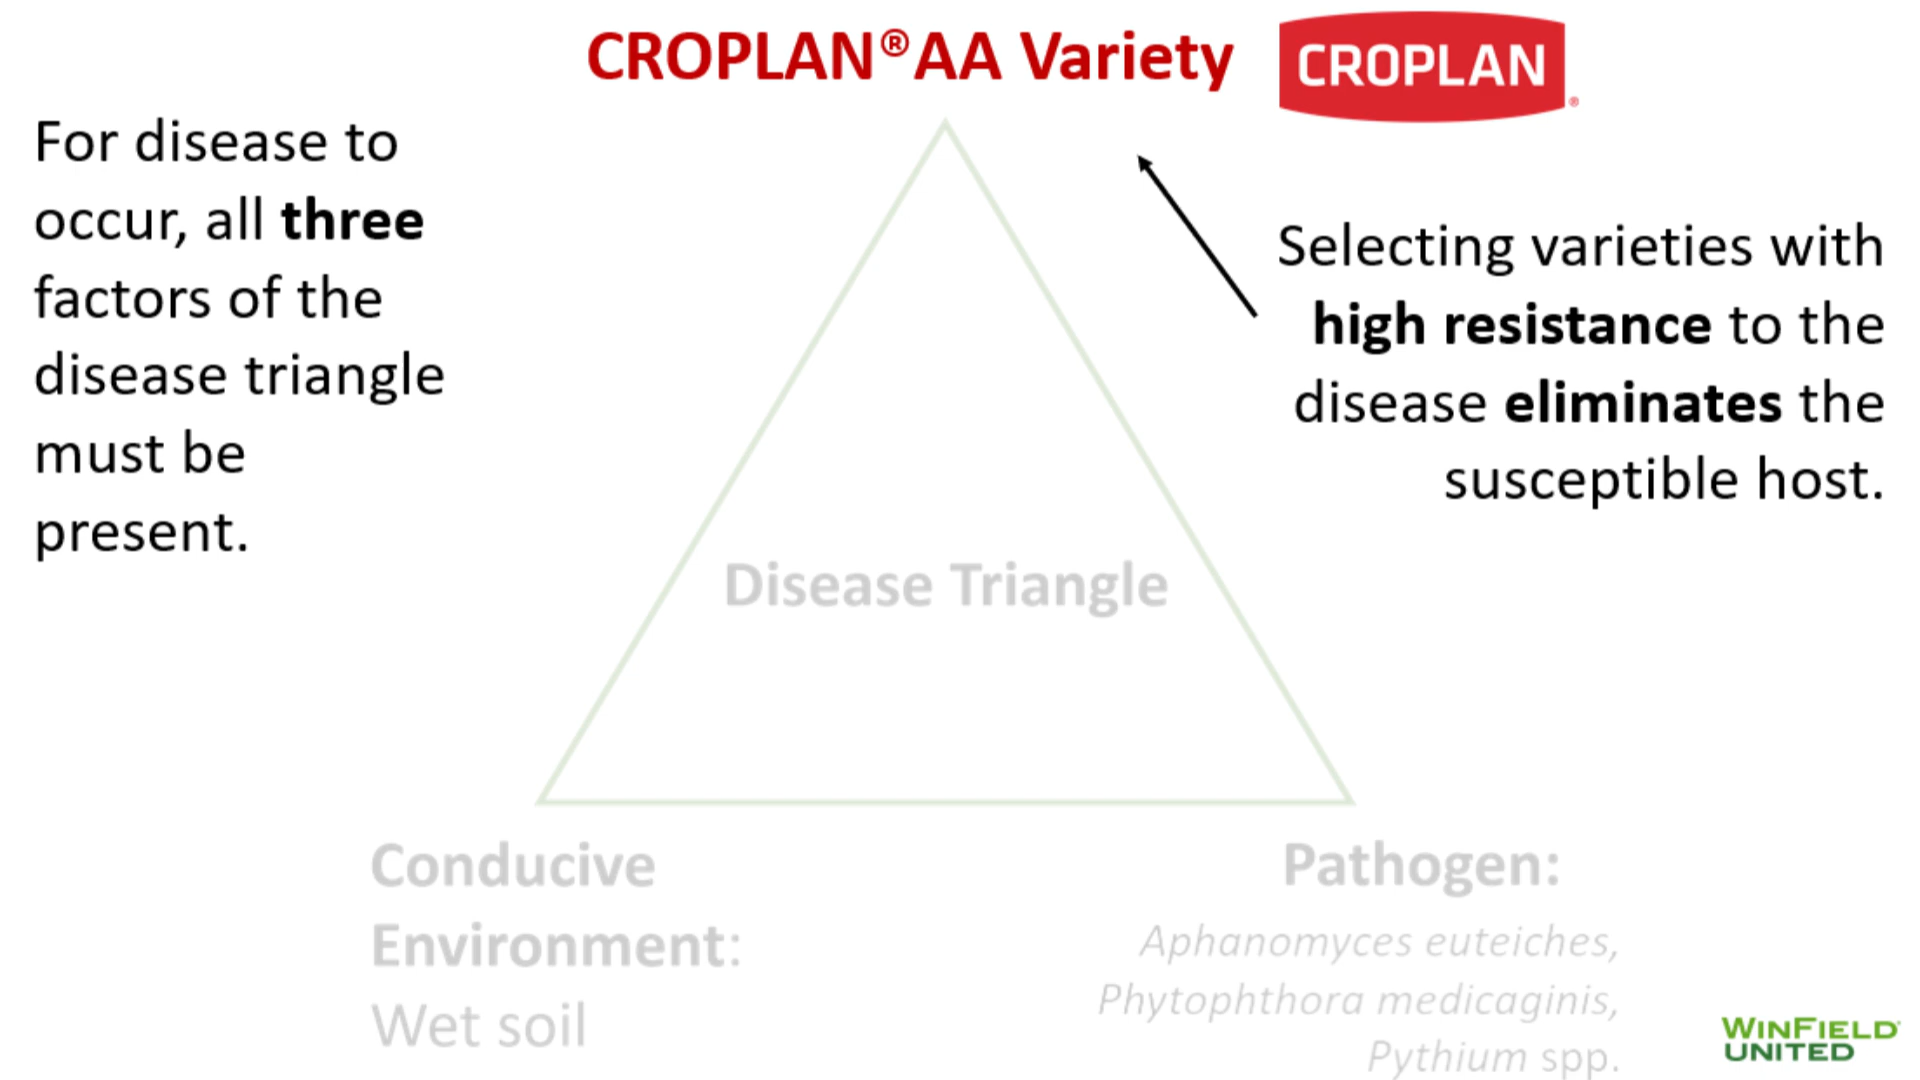 CROPLAN®AA Variety
CROPLAN®
For disease to
occur, all three
factors of the
disease triangle
must be
present.
Selecting varieties with
high resistance to the
disease eliminates the
susceptible host.
Disease Triangle
Conducive
Environment:
Wet soil
Pathogen:
Aphanomyces euteiches,
Phytophthora medicaginis,
Pythium spp.
WINFIELD®
UNITED